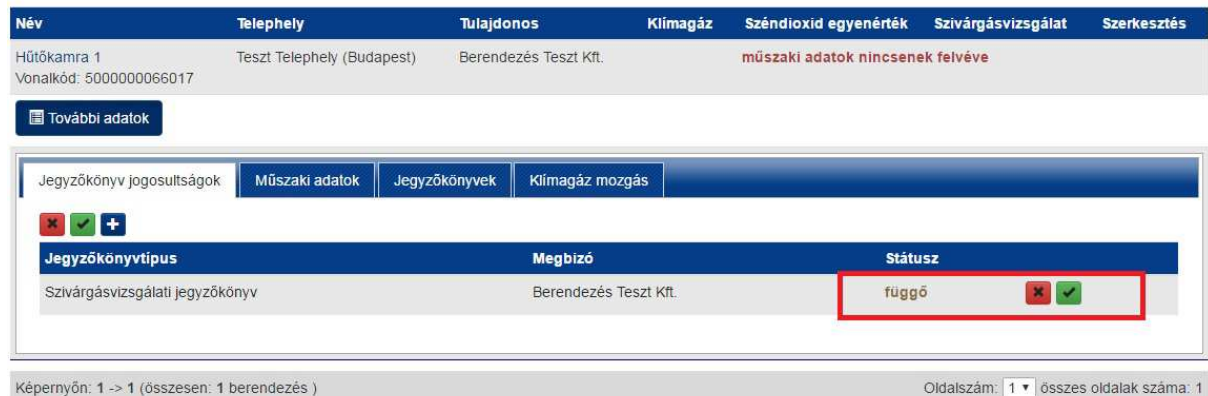 Név Telephely Tulajdonos Klímagáz Széndioxid egyenérték Szivárgásvizsgálat Szerkesztés
Hűtőkamra 1 Teszt Telephely (Budapest) Berendezés Teszt Kft. műszaki adatok nincsenek felvéve
Vonalkód: 5000000066017
További adatok
Jegyzőkönyv jogosultságok Műszaki adatok Jegyzőkönyvek Klímagáz mozgás
Jegyzőkönyvtípus Megbízó Státusz
Szivárgásvizsgálati jegyzőkönyv Berendezés Teszt Kft. függő
Képernyőn: 1 -> 1 (összesen: 1 berendezés ) Oldalszám: 1 összes oldalak száma: 1